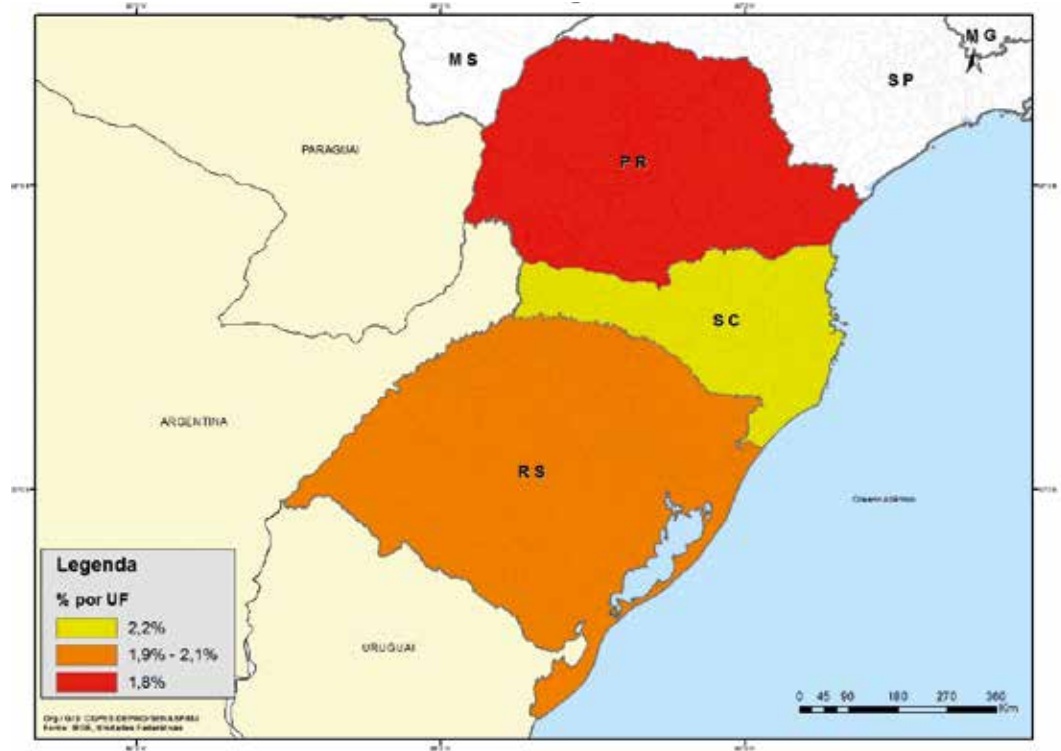 MG
MS
SP
PARAGUAI
PR
SC
ARGENTINA
RS
Legenda
% por UF
2,2%
1,9% - 2,1%
1,8%
URUGUAI
0 45 90 180 270 360
Km